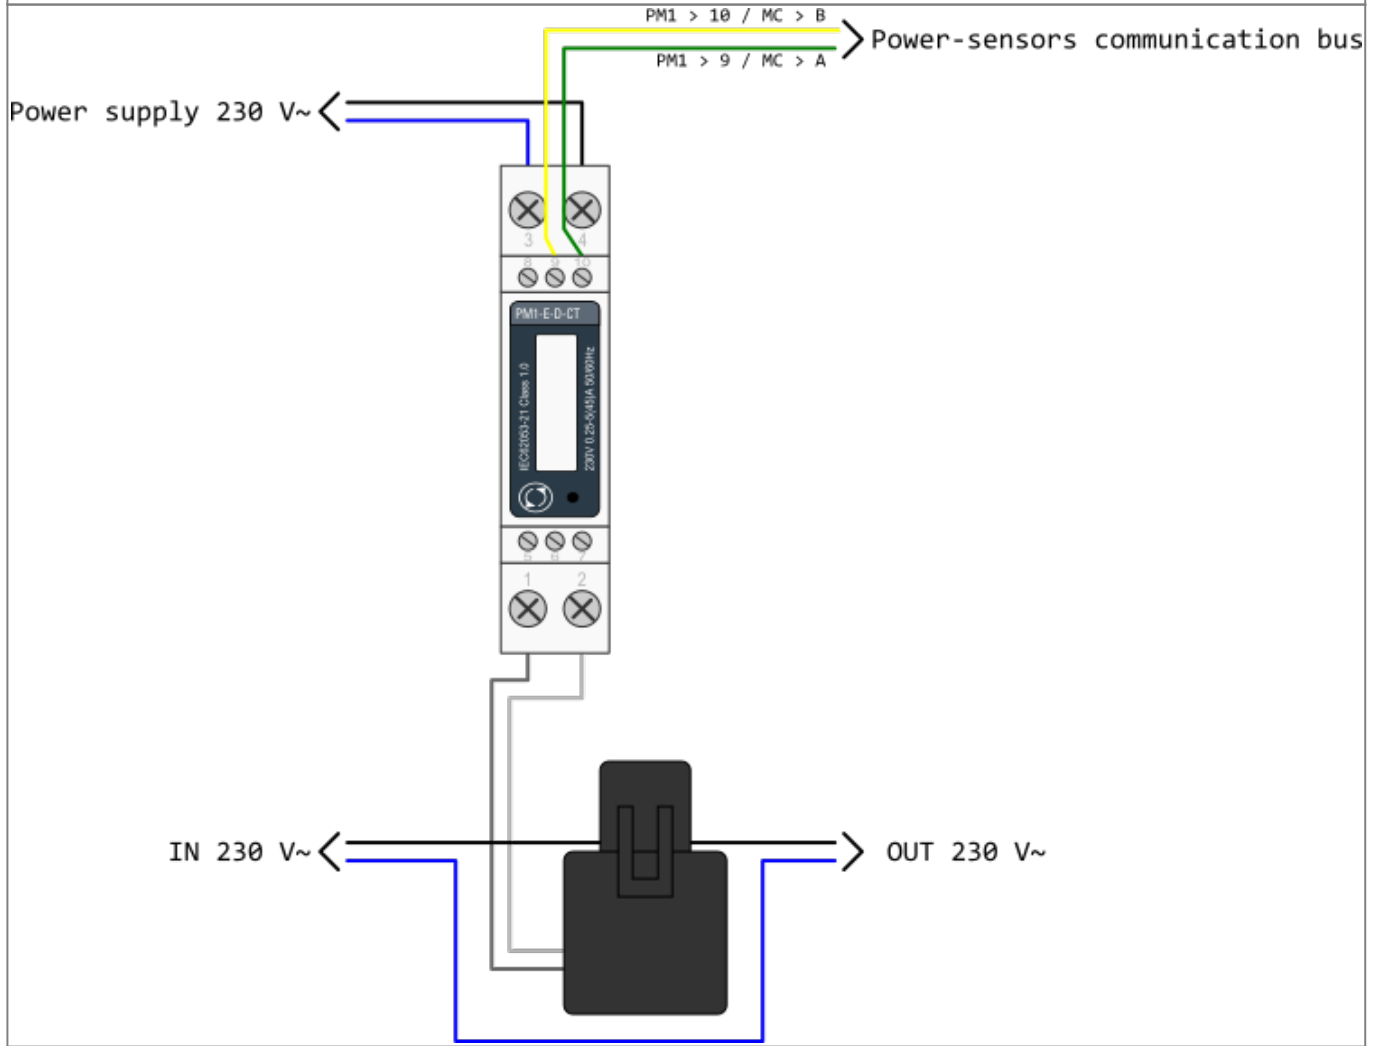 PM1 > 10 / MC > B
Power-sensors communication bus
PM1 > 9 / MC > A
Power supply 230 V~
3
4
8
9
10
PM1-E-D-CT
IEC62053-21 Class 1.0
230V 0.25-5(45)A 50/60Hz
5
6
7
1
2
IN 230 V~
OUT 230 V~